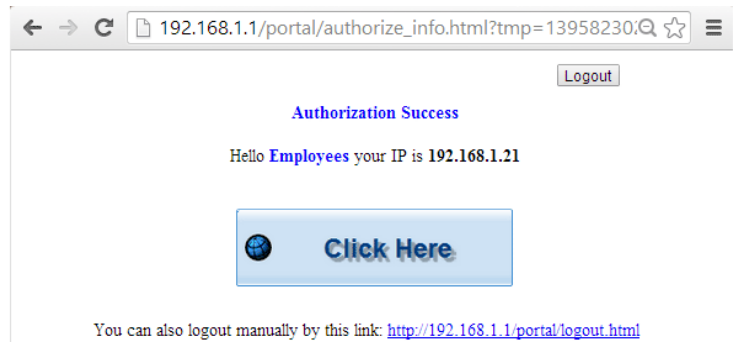 192.168.1.1/portal/authorize_info.html?tmp=13958230
Logout
Authorization Success
Hello Employees your IP is 192.168.1.21
Click Here
You can also logout manually by this link: http://192.168.1.1/portal/logout.html